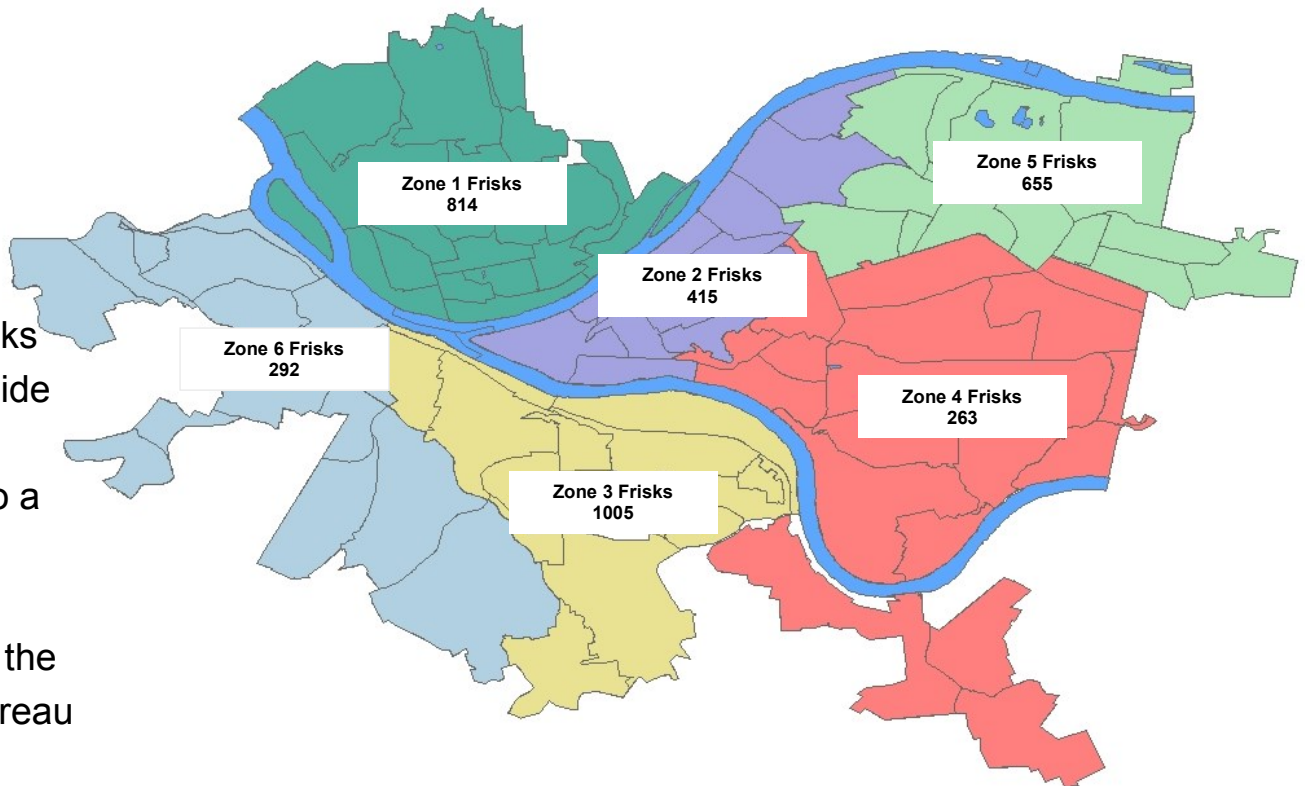 Zone 1 Frisks
814
Zone 5 Frisks
655
Zone 2 Frisks
415
Zone 6 Frisks
292
Zone 4 Frisks
263
Zone 3 Frisks
1005
ks
ide
o a
the
reau